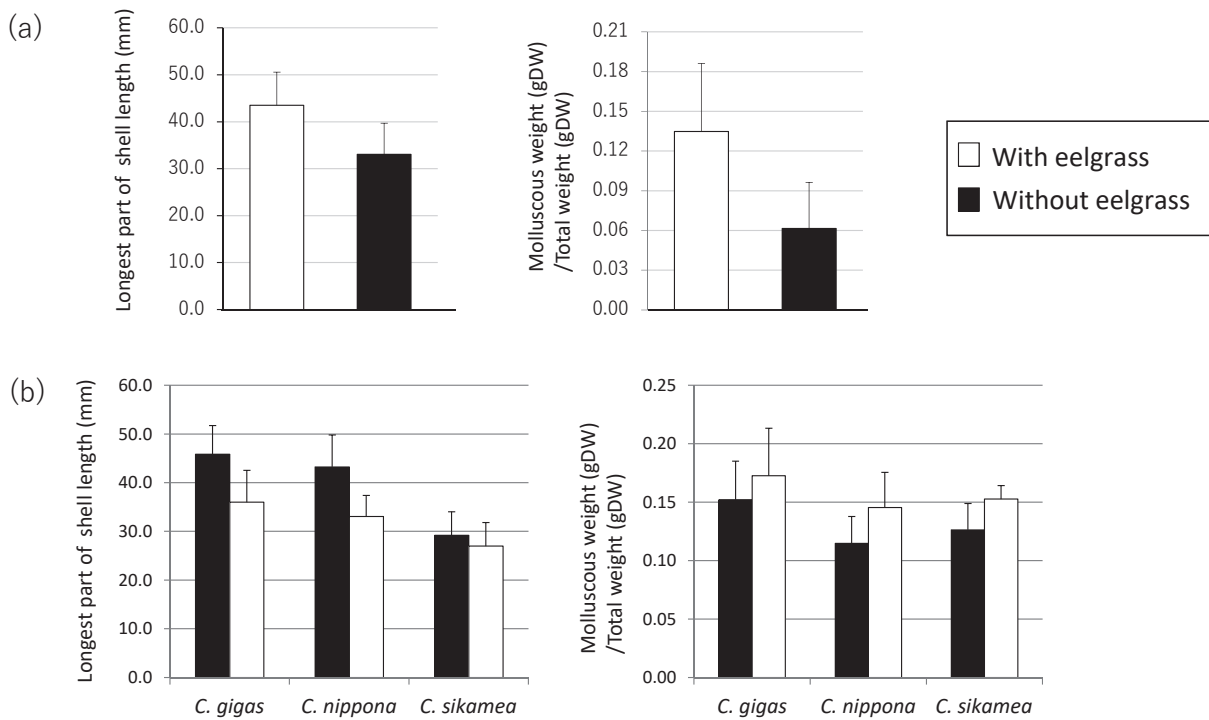 (a)
Longest part of shell length (mm)
60.0
50.0
40.0
30.0
20.0
10.0
0.0
Molluscous weight (gDW)
/Total weight (gDW)
0.21
0.18
0.15
0.12
0.09
0.06
0.03
0.00
With eelgrass
Without eelgrass
(b)
Longest part of shell length (mm)
60.0
50.0
40.0
30.0
20.0
10.0
0.0
C. gigas C. nippona C. sikamea
Molluscous weight (gDW)
/Total weight (gDW)
0.25
0.20
0.15
0.10
0.05
0.00
C. gigas C. nippona C. sikamea